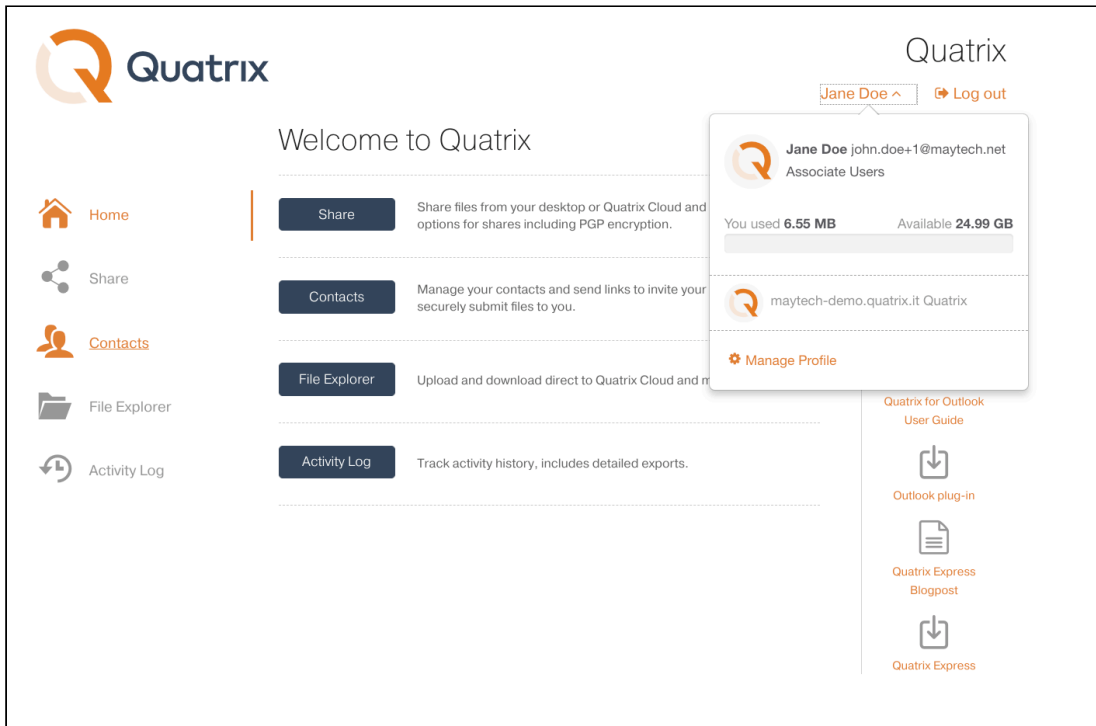 Quatrix
Quatrix
Jane Doe
Log out
Welcome to Quatrix
Home
Share
Contacts
File Explorer
Activity Log
Share
Share files from your desktop or Quatrix Cloud and
options for shares including PGP encryption.
Contacts
Manage your contacts and send links to invite your
securely submit files to you.
File Explorer
Upload and download direct to Quatrix Cloud and
Activity Log
Track activity history, includes detailed exports.
Jane Doe john.doe+1@maytech.net
Associate Users
You used 6.55 MB
Available 24.99 GB
maytech-demo.quatrix.it Quatrix
Manage Profile
Quatrix for Outlook
User Guide
Outlook plug-in
Quatrix Express
Blogpost
Quatrix Express